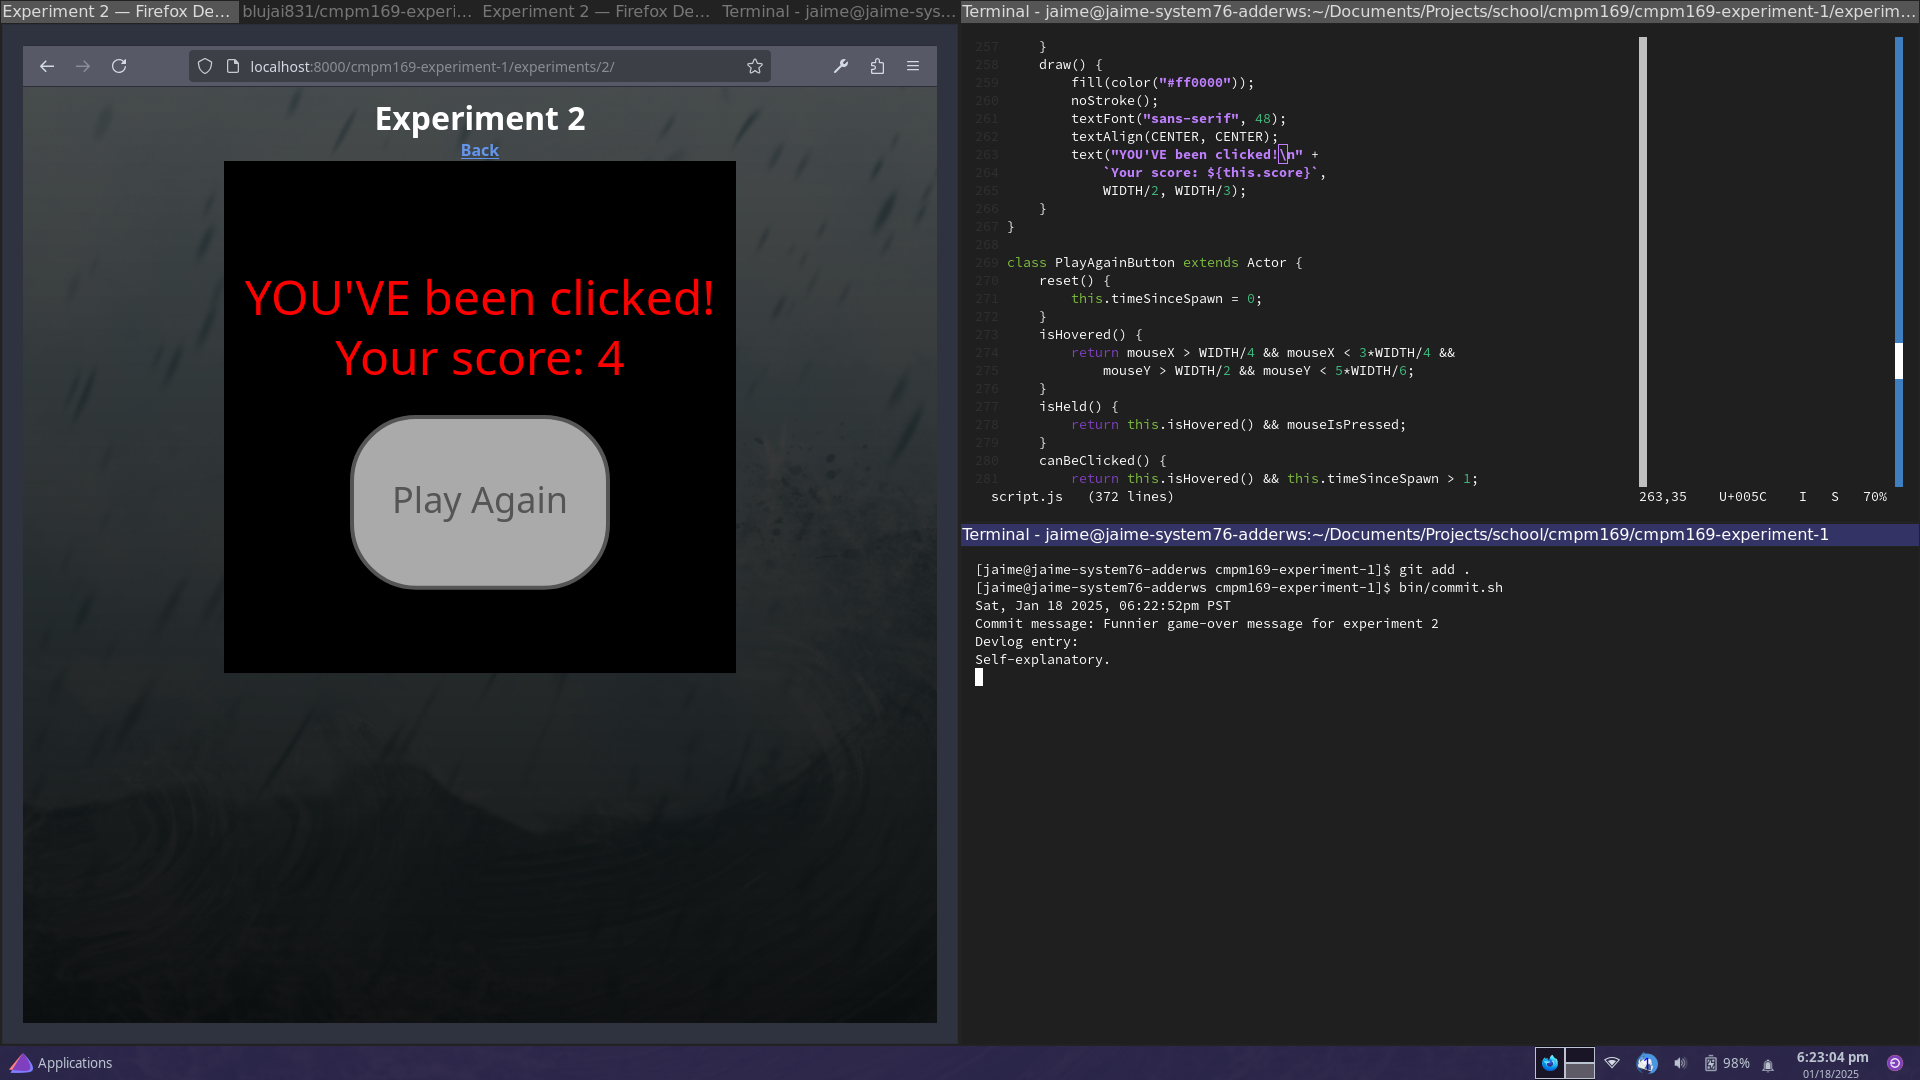 Experiment 2 — Firefox De...
blujai831/cmpm169-experi...
Experiment 2 — Firefox De...
Terminal - jaime@jaime-sys...
localhost:8000/cmpm169-experiment-1/experiments/2/
Experiment 2
Back
YOU'VE been clicked!
Your score: 4
Play Again
Terminal - jaime@jaime-system76-adderws:~/Documents/Projects/school/cmpm169/cmpm169-experiment-1/experim...
257     }
258     draw() {
259         fill(color("#ff0000"));
260         noStroke();
261         textFont("sans-serif", 48);
262         textAlign(CENTER, CENTER);
263         text("YOU'VE been clicked!\n" +
264             `Your score: ${this.score}`,
265             WIDTH/2, WIDTH/3);
266     }
267 }
268
269 class PlayAgainButton extends Actor {
270     reset() {
271         this.timeSinceSpawn = 0;
272     }
273     isHovered() {
274         return mouseX > WIDTH/4 && mouseX < 3*WIDTH/4 &&
275             mouseY > WIDTH/2 && mouseY < 5*WIDTH/6;
276     }
277     isHeld() {
278         return this.isHovered() && mouseIsPressed;
279     }
280     canBeClicked() {
281         return this.isHovered() && this.timeSinceSpawn > 1;
script.js   (372 lines)   263,35    U+005C    I   S   70%
Terminal - jaime@jaime-system76-adderws:~/Documents/Projects/school/cmpm169/cmpm169-experiment-1
[jaime@jaime-system76-adderws cmpm169-experiment-1]$ git add .
[jaime@jaime-system76-adderws cmpm169-experiment-1]$ bin/commit.sh
Sat, Jan 18 2025, 06:22:52pm PST
Commit message: Funnier game-over message for experiment 2
Devlog entry:
Self-explanatory.
Applications
98%
6:23:04 pm
01/18/2025